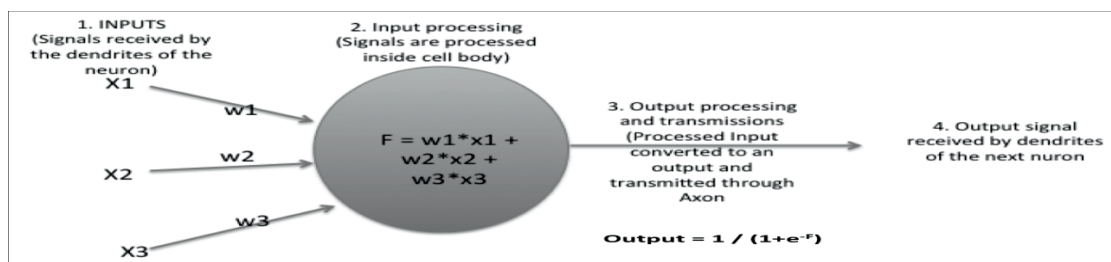 1. INPUTS
(Signals received by
the dendrites of the
neuron)
X1
w1
X2
w2
X3
w3
2. Input processing
(Signals are processed
inside cell body)
F = w1*x1 +
w2*x2 +
w3*x3
3. Output processing
and transmissions
(Processed Input
converted to an
output and
transmitted through
Axon
Output = 1 / (1+e-F)
4. Output signal
received by dendrites
of the next nuron